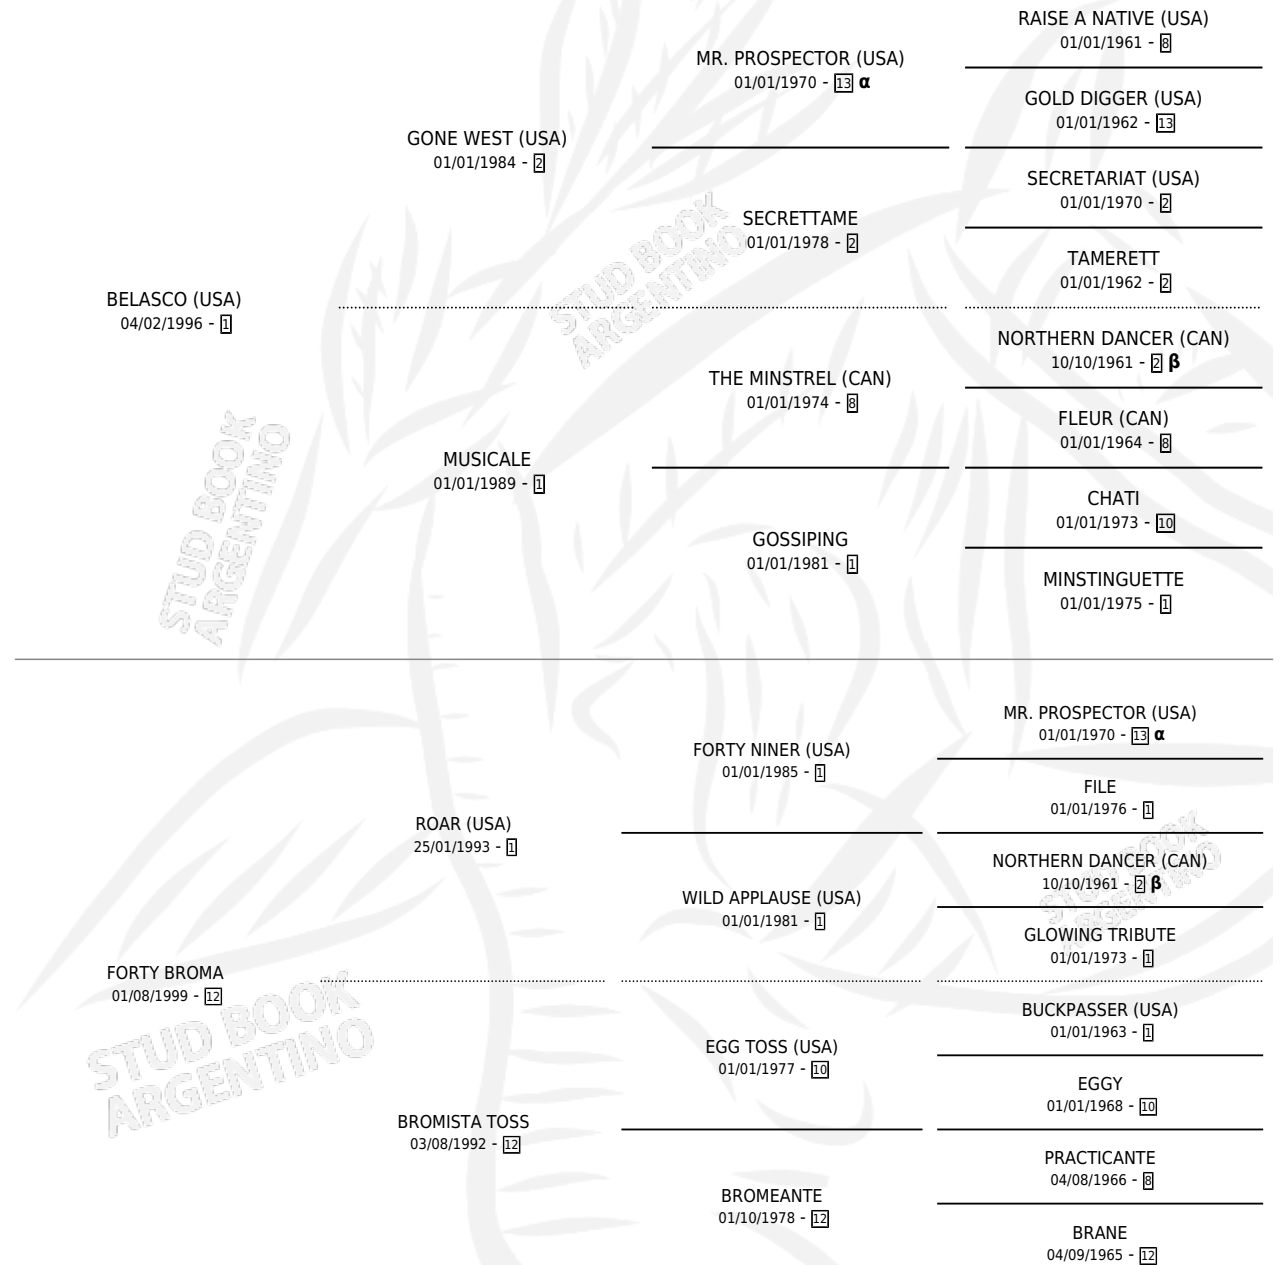 RAISE A NATIVE (USA)
01/01/1961 - 8
MR. PROSPECTOR (USA)
01/01/1970 - 13 α
GOLD DIGGER (USA)
01/01/1962 - 13
GONE WEST (USA)
01/01/1984 - 2
SECRETARIAT (USA)
01/01/1970 - 2
SECRETTAME
01/01/1978 - 2
TAMERETT
01/01/1962 - 2
BELASCO (USA)
04/02/1996 - 1
NORTHERN DANCER (CAN)
10/10/1961 - 2 β
THE MINSTREL (CAN)
01/01/1974 - 8
FLEUR (CAN)
01/01/1964 - 8
MUSICALE
01/01/1989 - 1
CHATI
01/01/1973 - 10
GOSSIPING
01/01/1981 - 1
MINSTINGUETTE
01/01/1975 - 1
STUD BOOK
ARGENTINO
STUD BOOK
ARGENTINO
MR. PROSPECTOR (USA)
01/01/1970 - 13 α
FORTY NINER (USA)
01/01/1985 - 1
FILE
01/01/1976 - 1
ROAR (USA)
25/01/1993 - 1
NORTHERN DANCER (CAN)
10/10/1961 - 2 β
WILD APPLAUSE (USA)
01/01/1981 - 1
GLOWING TRIBUTE
01/01/1973 - 1
FORTY BROMA
01/08/1999 - 12
BUCKPASSER (USA)
01/01/1963 - 1
EGG TOSS (USA)
01/01/1977 - 10
EGGY
01/01/1968 - 10
BROMISTA TOSS
03/08/1992 - 12
PRACTICANTE
04/08/1966 - 8
BROMEANTE
01/10/1978 - 12
BRANE
04/09/1965 - 12
STUD BOOK
ARGENTINO
STUD BOOK
ARGENTINO